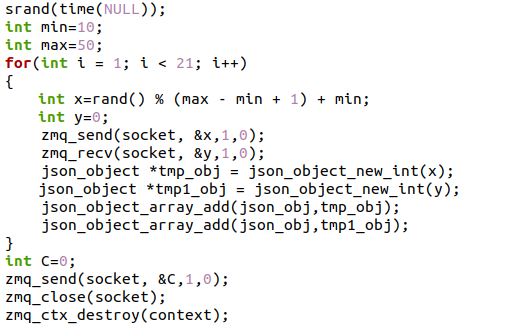 srand(time(NULL));
int min=10;
int max=50;
for(int i = 1; i < 21; i++)
{
int x=rand() % (max - min + 1) + min;
int y=0;
zmq_send(socket, &x,1,0);
zmq_recv(socket, &y,1,0);
json_object *tmp_obj = json_object_new_int(x);
json_object *tmp1_obj = json_object_new_int(y);
json_object_array_add(json_obj,tmp_obj);
json_object_array_add(json_obj,tmp1_obj);
}
int C=0;
zmq_send(socket, &C,1,0);
zmq_close(socket);
zmq_ctx_destroy(context);